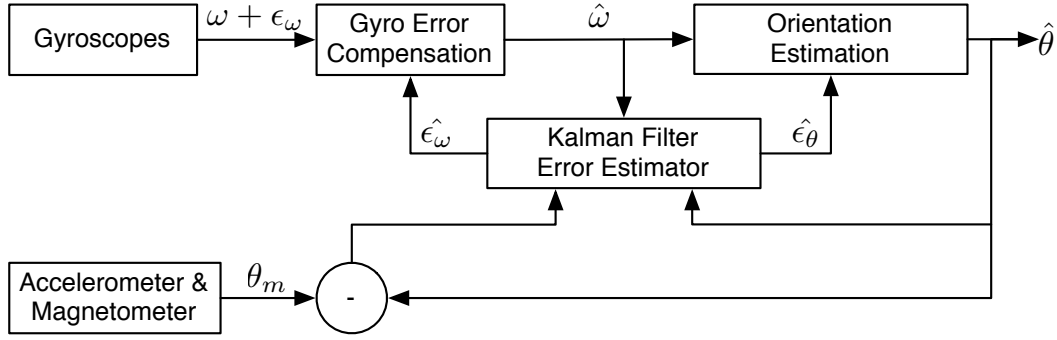 Gyroscopes
ω + ϵ_ω
Gyro Error
Compensation
ω̂
Orientation
Estimation
θ̂
ϵ̂_ω
Kalman Filter
Error Estimator
ϵ̂_θ
Accelerometer &
Magnetometer
θ_m
-